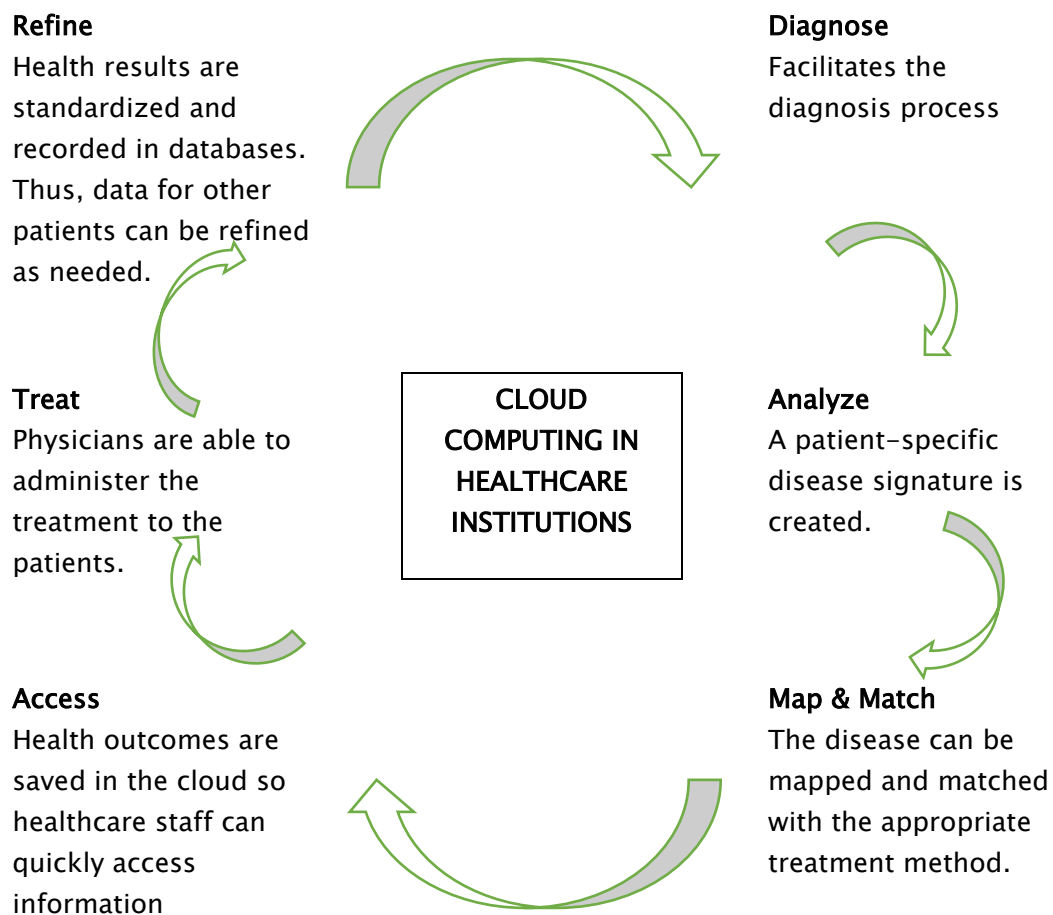 Refine
Health results are
standardized and
recorded in databases.
Thus, data for other
patients can be refined
as needed.
Diagnose
Facilitates the
diagnosis process
Treat
Physicians are able to
administer the
treatment to the
patients.
CLOUD
COMPUTING IN
HEALTHCARE
INSTITUTIONS
Analyze
A patient-specific
disease signature is
created.
Access
Health outcomes are
saved in the cloud so
healthcare staff can
quickly access
information
Map & Match
The disease can be
mapped and matched
with the appropriate
treatment method.